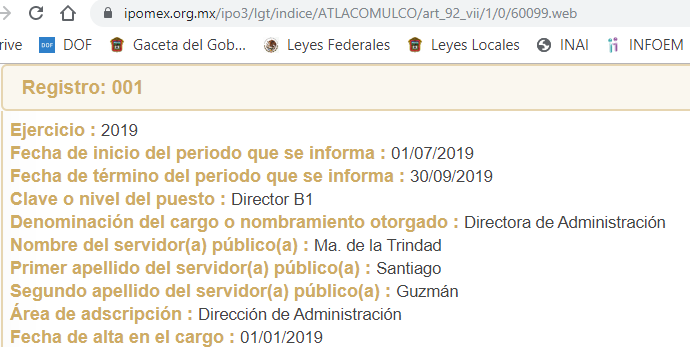 ipomex.org.mx/ipo3/lgt/indice/ATLACOMULCO/art_92_vii/1/0/60099.web
rive DOF DOF Gaceta del Gob... Leyes Federales Leyes Locales INAI INFOEM
Registro: 001
Ejercicio : 2019
Fecha de inicio del periodo que se informa : 01/07/2019
Fecha de término del periodo que se informa : 30/09/2019
Clave o nivel del puesto : Director B1
Denominación del cargo o nombramiento otorgado : Directora de Administración
Nombre del servidor(a) público(a) : Ma. de la Trindad
Primer apellido del servidor(a) público(a) : Santiago
Segundo apellido del servidor(a) público(a) : Guzmán
Área de adscripción : Dirección de Administración
Fecha de alta en el cargo : 01/01/2019